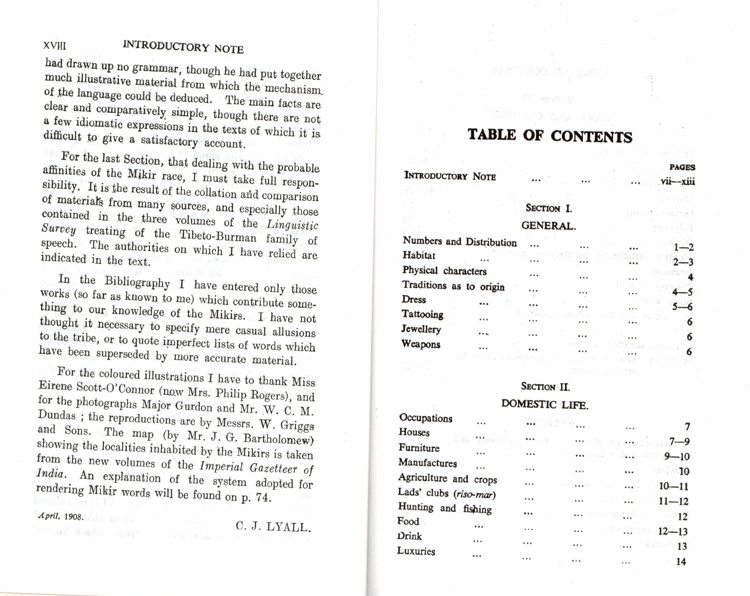 XVIII INTRODUCTORY NOTE
had drawn up no grammar, though he had put together
much illustrative material from which the mechanism
of the language could be deduced. The main facts are
clear and comparatively simple, though there are not
a few idiomatic expressions in the texts of which it is
difficult to give a satisfactory account.
For the last Section, that dealing with the probable
affinities of the Mikir race, I must take full respon-
sibility. It is the result of the collation and comparison
of materials from many sources, and especially those
contained in the three volumes of the Linguistic
Survey treating of the Tibeto-Burman family of
speech. The authorities on which I have relied are
indicated in the text.
In the Bibliography I have entered only those
works (so far as known to me) which contribute some-
thing to our knowledge of the Mikirs. I have not
thought it necessary to specify mere casual allusions
to the tribe, or to quote imperfect lists of words which
have been superseded by more accurate material.
For the coloured illustrations I have to thank Miss
Eirene Scott-O'Connor (now Mrs. Philip Rogers), and
for the photographs Major Gurdon and Mr. W. C. M.
Dundas ; the reproductions are by Messrs. W. Griggs
and Sons. The map (by Mr. J. G. Bartholomew)
showing the localities inhabited by the Mikirs is taken
from the new volumes of the Imperial Gazetteer of
India. An explanation of the system adopted for
rendering Mikir words will be found on p. 74.
April, 1908.
C. J. LYALL.
TABLE OF CONTENTS
PAGES
INTRODUCTORY NOTE ... ... ... vii—xiii
SECTION I.
GENERAL.
Numbers and Distribution ... ... ... 1—2
Habitat ... ... ... 2—3
Physical characters ... ... ... 4
Traditions as to origin ... ... ... 4—5
Dress ... ... ... 5—6
Tattooing ... ... ... 6
Jewellery ... ... ... 6
Weapons ... ... ... 6
SECTION II.
DOMESTIC LIFE.
Occupations ... ... ... 7
Houses ... ... ... 7—9
Furniture ... ... ... 9—10
Manufactures ... ... ... 10
Agriculture and crops ... ... ... 10—11
Lads' clubs (riso-mar) ... ... ... 11—12
Hunting and fishing ... ... ... 12
Food ... ... ... 12—13
Drink ... ... ... 13
Luxuries ... ... ... 14